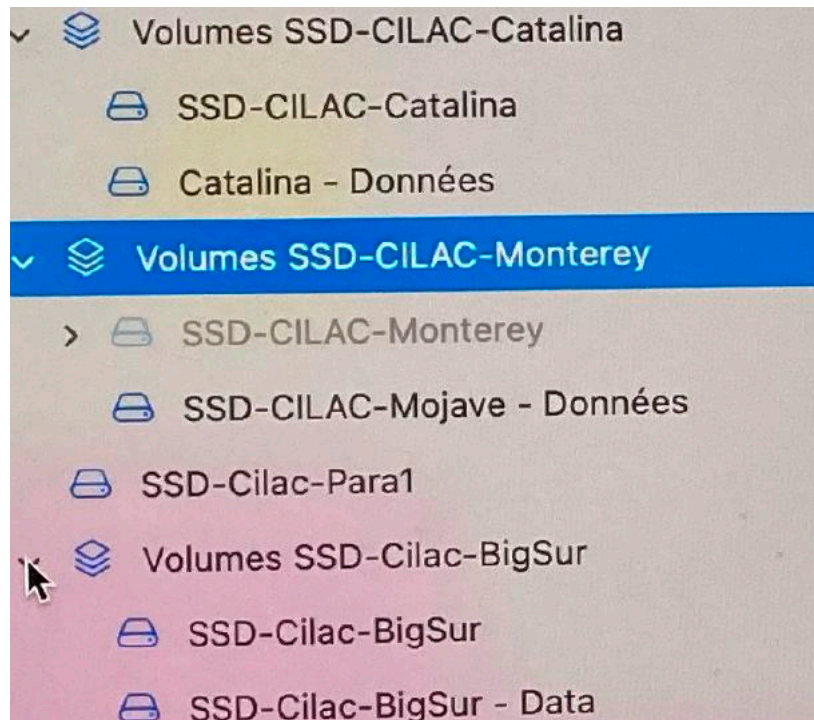 Volumes SSD-CILAC-Catalina
SSD-CILAC-Catalina
Catalina - Données
Volumes SSD-CILAC-Monterey
SSD-CILAC-Monterey
SSD-CILAC-Mojave - Données
SSD-Cilac-Para1
Volumes SSD-Cilac-BigSur
SSD-Cilac-BigSur
SSD-Cilac-BigSur - Data